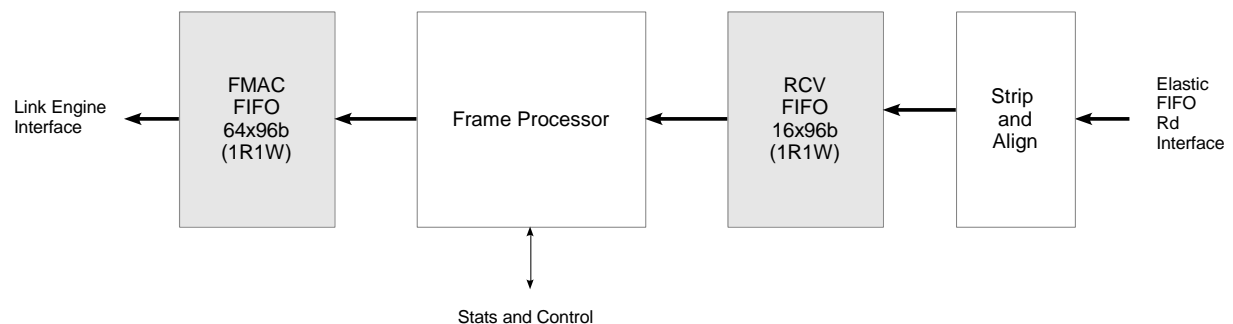 Link Engine
Interface
FMAC
FIFO
64x96b
(1R1W)
Frame Processor
RCV
FIFO
16x96b
(1R1W)
Strip
and
Align
Elastic
FIFO
Rd
Interface
Stats and Control